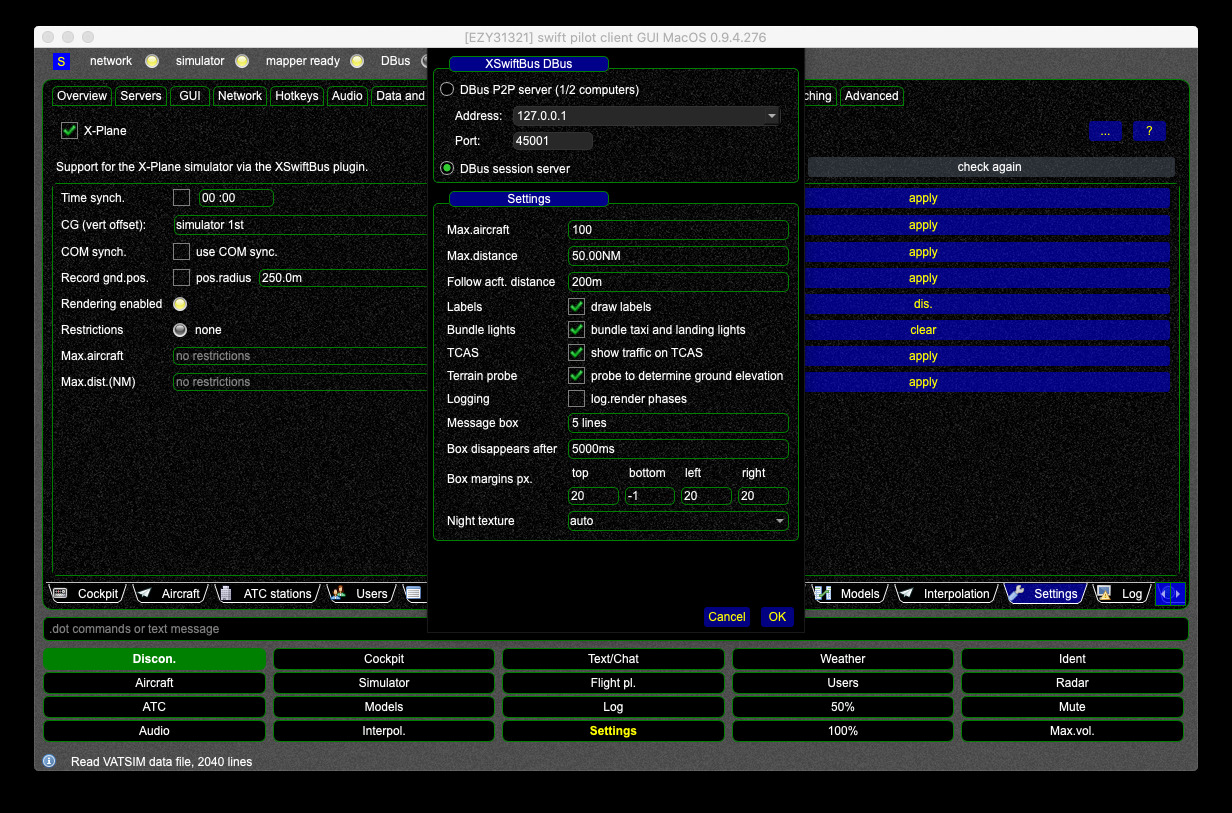 [EZY31321] swift pilot client GUI MacOS 0.9.4.276
S network simulator mapper ready DBus
Overview Servers GUI Network Hotkeys Audio Data and ching Advanced
X-Plane
... ?
Support for the X-Plane simulator via the XSwiftBus plugin.
check again
Time synch. 00 :00 apply
CG (vert offset): simulator 1st apply
COM synch. use COM sync. apply
Record gnd.pos. pos.radius 250.0m apply
Rendering enabled dis.
Restrictions none clear
Max.aircraft no restrictions apply
Max.dist.(NM) no restrictions apply
XSwiftBus DBus
DBus P2P server (1/2 computers)
Address: 127.0.0.1
Port: 45001
DBus session server
Settings
Max.aircraft 100
Max.distance 50.00NM
Follow acft. distance 200m
Labels draw labels
Bundle lights bundle taxi and landing lights
TCAS show traffic on TCAS
Terrain probe probe to determine ground elevation
Logging log.render phases
Message box 5 lines
Box disappears after 5000ms
top bottom left right
Box margins px.
20 -1 20 20
Night texture auto
Cancel OK
Cockpit Aircraft ATC stations Users Models Interpolation Settings Log
.dot commands or text message
Discon. Cockpit Text/Chat Weather Ident
Aircraft Simulator Flight pl. Users Radar
ATC Models Log 50% Mute
Audio Interpol. Settings 100% Max.vol.
Read VATSIM data file, 2040 lines